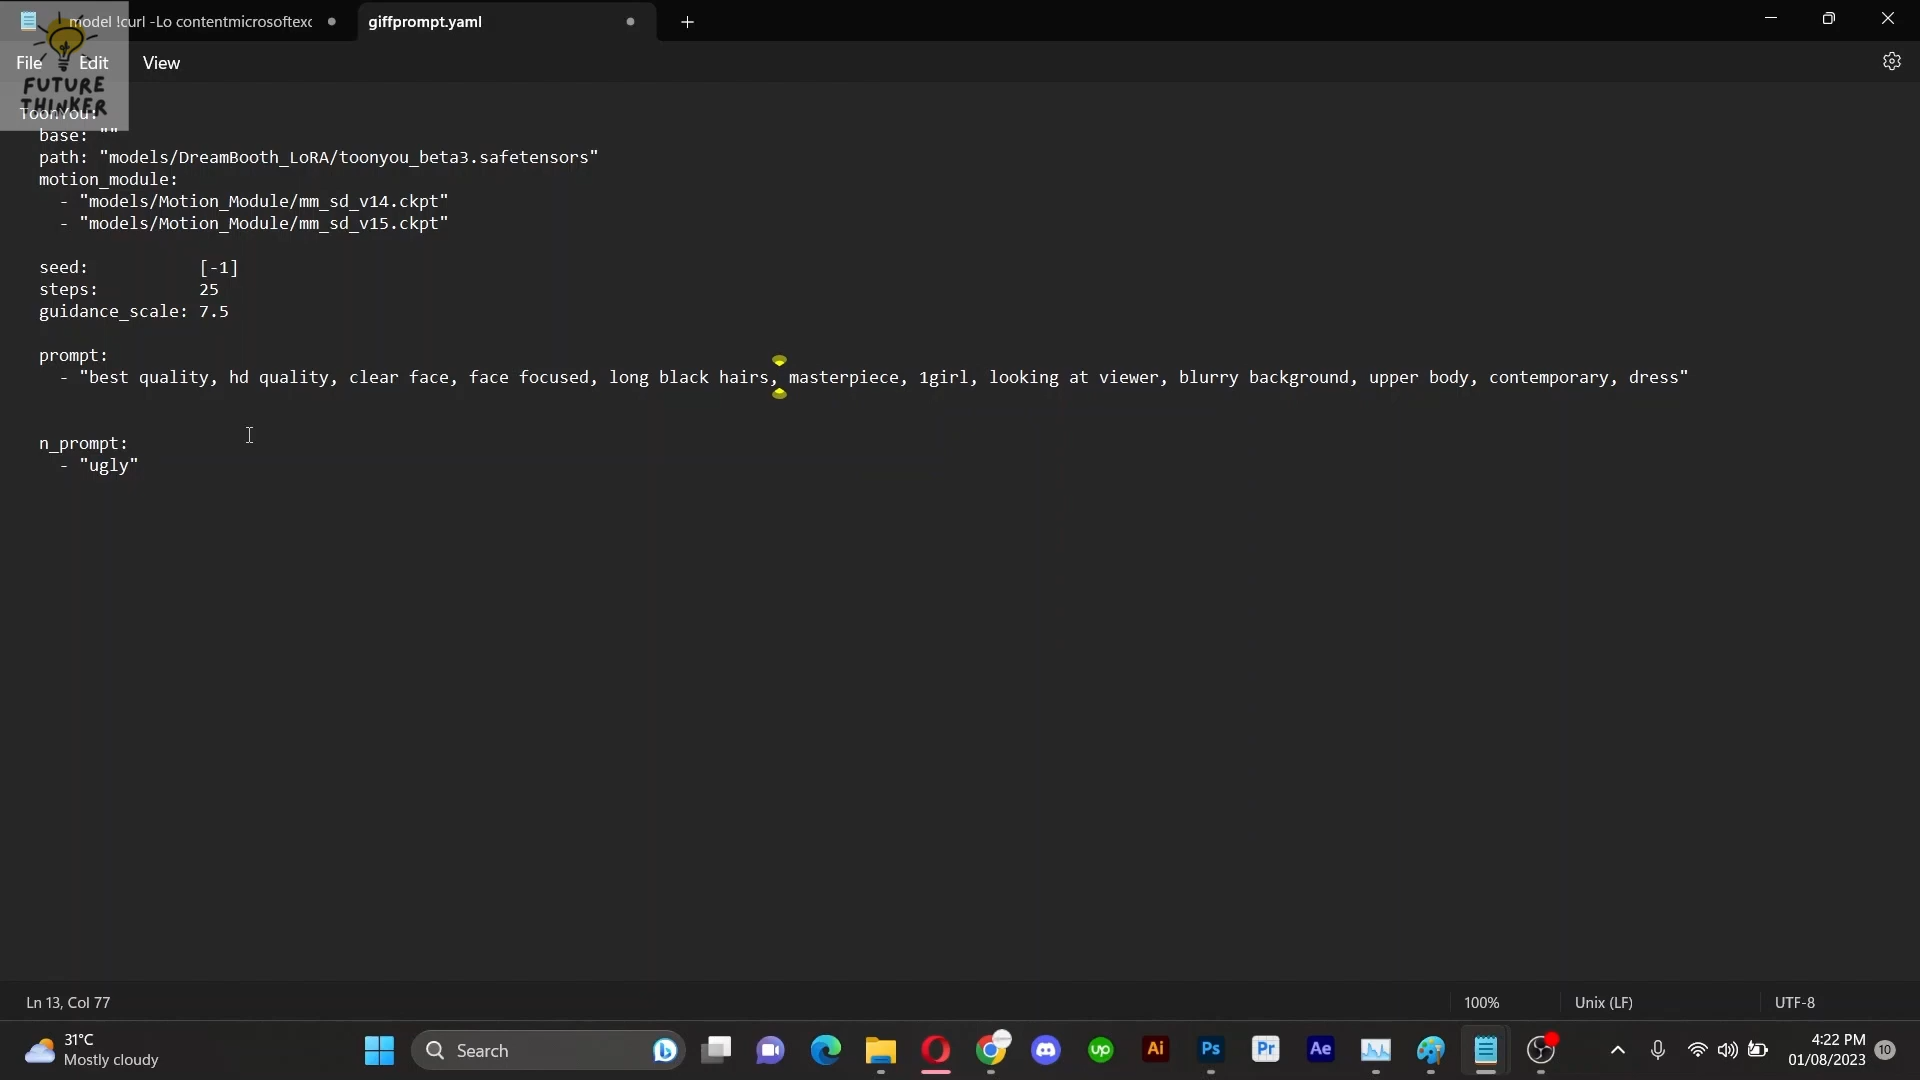 model !curl -Lo contentmicrosoftexc
giffprompt.yaml
File Edit View
FUTURE
THINKER
ToonYou:
base: ""
path: "models/DreamBooth_LoRA/toonyou_beta3.safetensors"
motion_module:
- "models/Motion_Module/mm_sd_v14.ckpt"
- "models/Motion_Module/mm_sd_v15.ckpt"
seed: [-1]
steps: 25
guidance_scale: 7.5
prompt:
- "best quality, hd quality, clear face, face focused, long black hairs, masterpiece, 1girl, looking at viewer, blurry background, upper body, contemporary, dress"
n_prompt:
- "ugly"
Ln 13, Col 77
100%
Unix (LF)
UTF-8
31°C
Mostly cloudy
Search
up
Ai
Ps
Pr
Ae
4:22 PM
01/08/2023
10